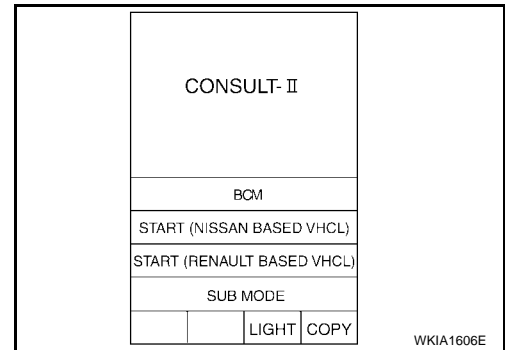 CONSULT-II
BCM
START (NISSAN BASED VHCL)
START (RENAULT BASED VHCL)
SUB MODE
LIGHT COPY
WKIA1606E